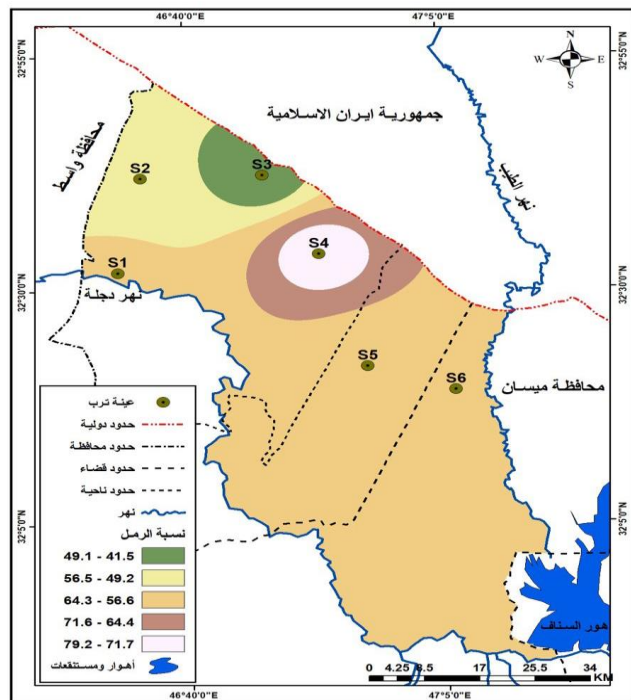 46°40'0"E
47°5'0"E
32°55'0"N
32°55'0"N
N
W
E
S
جمهورية ايران الاسلامية
محافظة واسط
نهر الطيب
S3
S2
S4
S1
نهر دجلة
32°30'0"N
32°30'0"N
S5
S6
محافظة ميسان
عينة ترب
حدود دولية
حدود محافظة
حدود قضاء
حدود ناحية
نهر
نسبة الرمل
49.1 - 41.5
56.5 - 49.2
64.3 - 56.6
71.6 - 64.4
79.2 - 71.7
أهوار ومستنقعات
32°5'0"N
32°5'0"N
هور السناف
0 4.25 8.5 17 25.5 34
KM
46°40'0"E
47°5'0"E